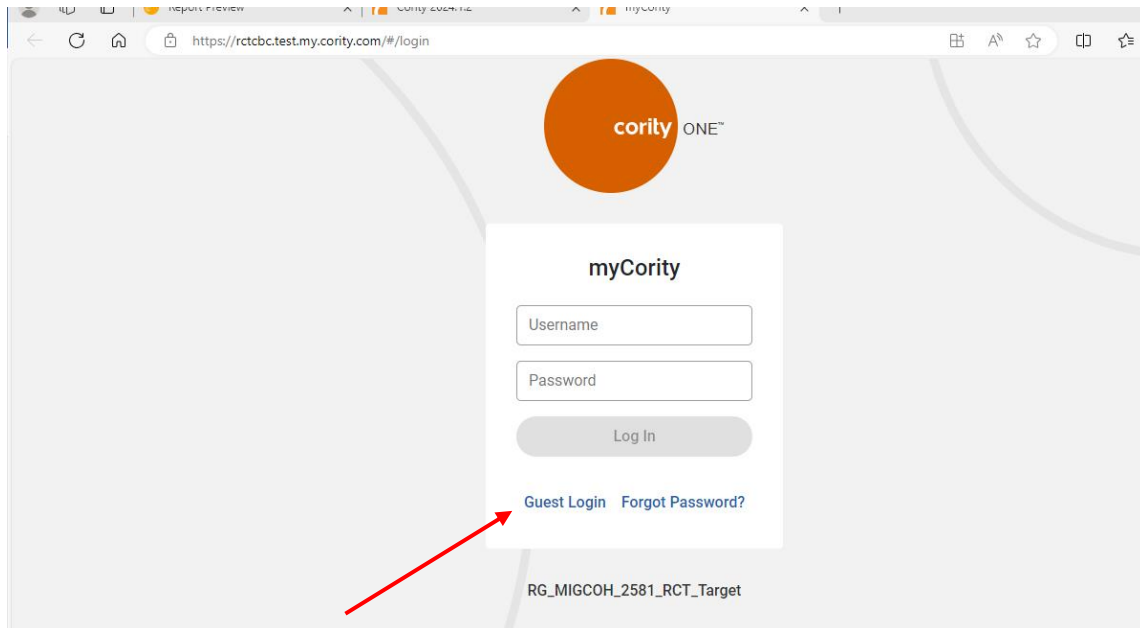 Report Preview
Cority 2024.1.2
myCority
https://rctcbc.test.my.cority.com/#/login
cority ONE™
myCority
Username
Password
Log In
Guest Login Forgot Password?
RG_MIGCOH_2581_RCT_Target